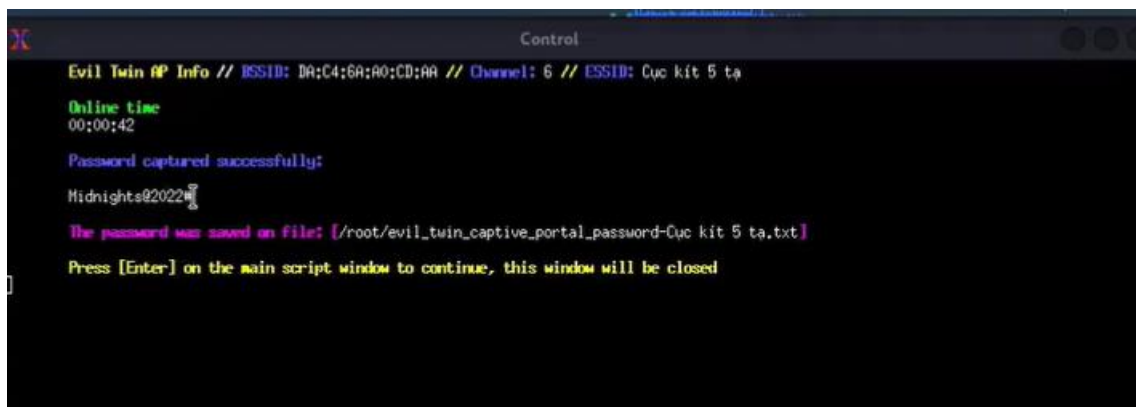 Control
Evil Twin AP Info // BSSID: DA:C4:6A:A0:CD:AA // Channel: 6 // ESSID: Cục kít 5 tạ
Online time
00:00:42
Password captured successfully:
Midnights@2022#
The password was saved on file: [/root/evil_twin_captive_portal_password-Cục kít 5 tạ.txt]
Press [Enter] on the main script window to continue, this window will be closed